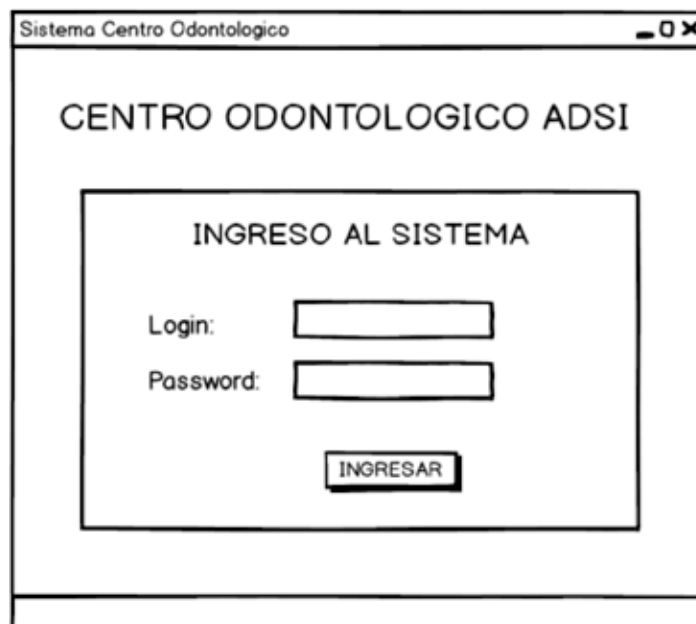 Sistema Centro Odontologico
CENTRO ODONTOLOGICO ADSI
INGRESO AL SISTEMA
Login:
Password:
INGRESAR